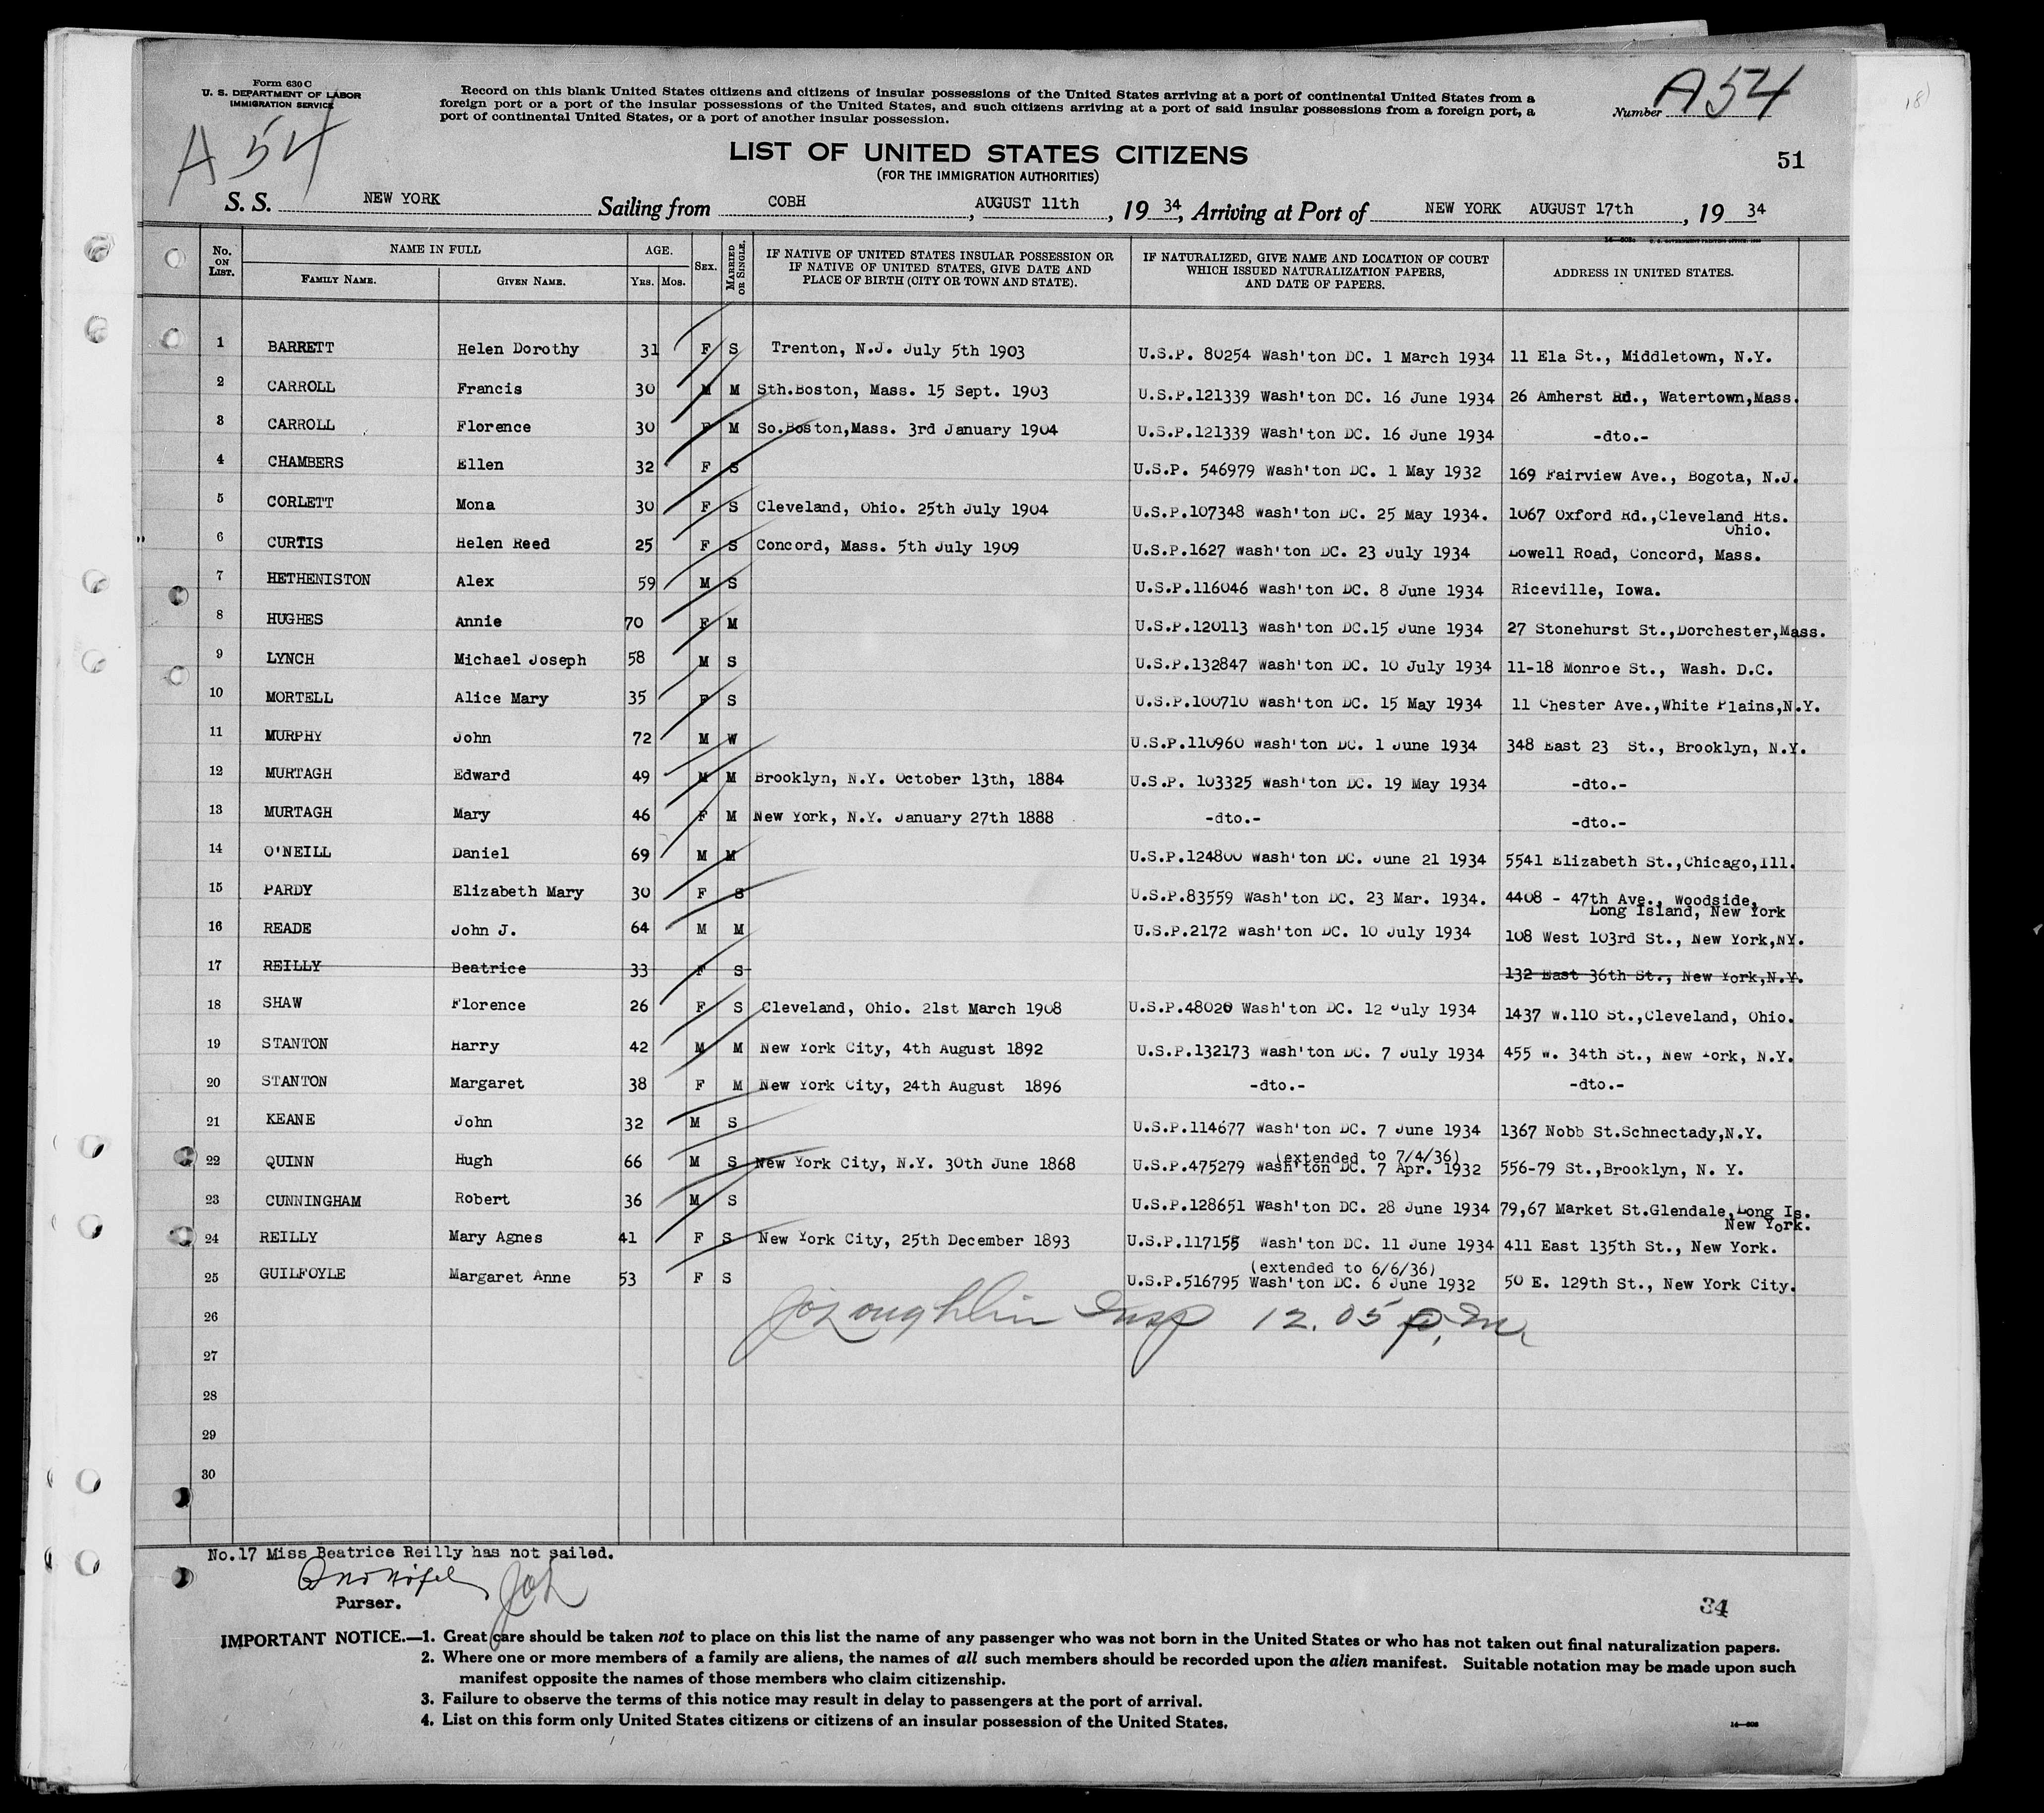 Form 630 C
U. S. DEPARTMENT OF LABOR
IMMIGRATION SERVICE
Record on this blank United States citizens and citizens of insular possessions of the United States arriving at a port of continental United States from a
foreign port or a port of the insular possessions of the United States, and such citizens arriving at a port of said insular possessions from a foreign port, a
port of continental United States, or a port of another insular possession.
Number A54
A 54
LIST OF UNITED STATES CITIZENS
(FOR THE IMMIGRATION AUTHORITIES)
51
S. S. NEW YORK Sailing from COBH, AUGUST 11th, 19 34, Arriving at Port of NEW YORK AUGUST 17th, 19 34
No. ON LIST. NAME IN FULL FAMILY NAME. GIVEN NAME. AGE. YRS. MOS. SEX. MARRIED OR SINGLE. IF NATIVE OF UNITED STATES INSULAR POSSESSION OR IF NATIVE OF UNITED STATES, GIVE DATE AND PLACE OF BIRTH (CITY OR TOWN AND STATE). IF NATURALIZED, GIVE NAME AND LOCATION OF COURT WHICH ISSUED NATURALIZATION PAPERS, AND DATE OF PAPERS. ADDRESS IN UNITED STATES.
1 BARRETT Helen Dorothy 31 F S Trenton, N.J. July 5th 1903 U.S.P. 80254 Wash'ton DC. 1 March 1934 11 Ela St., Middletown, N.Y.
2 CARROLL Francis 30 M M Sth.Boston, Mass. 15 Sept. 1903 U.S.P.121339 Wash'ton DC. 16 June 1934 26 Amherst Rd., Watertown,Mass.
3 CARROLL Florence 30 F M So.Boston,Mass. 3rd January 1904 U.S.P.121339 Wash'ton DC. 16 June 1934 -dto.-
4 CHAMBERS Ellen 32 F S U.S.P. 546979 Wash'ton DC. 1 May 1932 169 Fairview Ave., Bogota, N.J.
5 CORLETT Mona 30 F S Cleveland, Ohio. 25th July 1904 U.S.P.107348 Wash'ton DC. 25 May 1934. 1067 Oxford Rd.,Cleveland Hts.
Ohio.
6 CURTIS Helen Reed 25 F S Concord, Mass. 5th July 1909 U.S.P.1627 Wash'ton DC. 23 July 1934 Lowell Road, Concord, Mass.
7 HETHENISTON Alex 59 M S U.S.P.116046 Wash'ton DC. 8 June 1934 Riceville, Iowa.
8 HUGHES Annie 70 F M U.S.P.120113 Wash'ton DC.15 June 1934 27 Stonehurst St.,Dorchester,Mass.
9 LYNCH Michael Joseph 58 M S U.S.P.132847 Wash'ton DC. 10 July 1934 11-18 Monroe St., Wash. D.C.
10 MORTELL Alice Mary 35 F S U.S.P.100710 Wash'ton DC. 15 May 1934 11 Chester Ave.,White Plains,N.Y.
11 MURPHY John 72 M W U.S.P.110960 Wash'ton DC. 1 June 1934 348 East 23 St., Brooklyn, N.Y.
12 MURTAGH Edward 49 M M Brooklyn, N.Y. October 13th, 1884 U.S.P. 103325 Wash'ton DC. 19 May 1934 -dto.-
13 MURTAGH Mary 46 F M New York, N.Y. January 27th 1888 -dto.- -dto.-
14 O'NEILL Daniel 69 M M U.S.P.124800 Wash'ton DC. June 21 1934 5541 Elizabeth St.,Chicago,Ill.
15 PARDY Elizabeth Mary 30 F S U.S.P.83559 Wash'ton DC. 23 Mar. 1934. 4408 - 47th Ave., Woodside,
Long Island, New York
16 READE John J. 64 M M U.S.P.2172 Wash'ton DC. 10 July 1934 108 West 103rd St., New York,NY.
17 REILLY Beatrice 33 F S 132 East 36th St., New York,N.Y.
18 SHAW Florence 26 F S Cleveland, Ohio. 21st March 1908 U.S.P.48020 Wash'ton DC. 12 July 1934 1437 W.110 St.,Cleveland, Ohio.
19 STANTON Harry 42 M M New York City, 4th August 1892 U.S.P.132173 Wash'ton DC. 7 July 1934 455 W. 34th St., New York, N.Y.
20 STANTON Margaret 38 F M New York City, 24th August 1896 -dto.- -dto.-
21 KEANE John 32 M S U.S.P.114677 Wash'ton DC. 7 June 1934 1367 Nobb St.Schnectady,N.Y.
(extended to 7/4/36)
22 QUINN Hugh 66 M S New York City, N.Y. 30th June 1868 U.S.P.475279 Wash'ton DC. 7 Apr. 1932 556-79 St.,Brooklyn, N. Y.
23 CUNNINGHAM Robert 36 M S U.S.P.128651 Wash'ton DC. 28 June 1934 79,67 Market St.Glendale,Long Is.
New York.
24 REILLY Mary Agnes 41 F S New York City, 25th December 1893 U.S.P.117155 Wash'ton DC. 11 June 1934 411 East 135th St., New York.
(extended to 6/6/36)
25 GUILFOYLE Margaret Anne 53 F S U.S.P.516795 Wash'ton DC. 6 June 1932 50 E. 129th St., New York City.
26 JoLoughlin Insp 12.05 p.m.
27
28
29
30
No.17 Miss Beatrice Reilly has not sailed.
JoL
Purser.
34
IMPORTANT NOTICE.—1. Great care should be taken not to place on this list the name of any passenger who was not born in the United States or who has not taken out final naturalization papers.
2. Where one or more members of a family are aliens, the names of all such members should be recorded upon the alien manifest. Suitable notation may be made upon such
manifest opposite the names of those members who claim citizenship.
3. Failure to observe the terms of this notice may result in delay to passengers at the port of arrival.
4. List on this form only United States citizens or citizens of an insular possession of the United States.